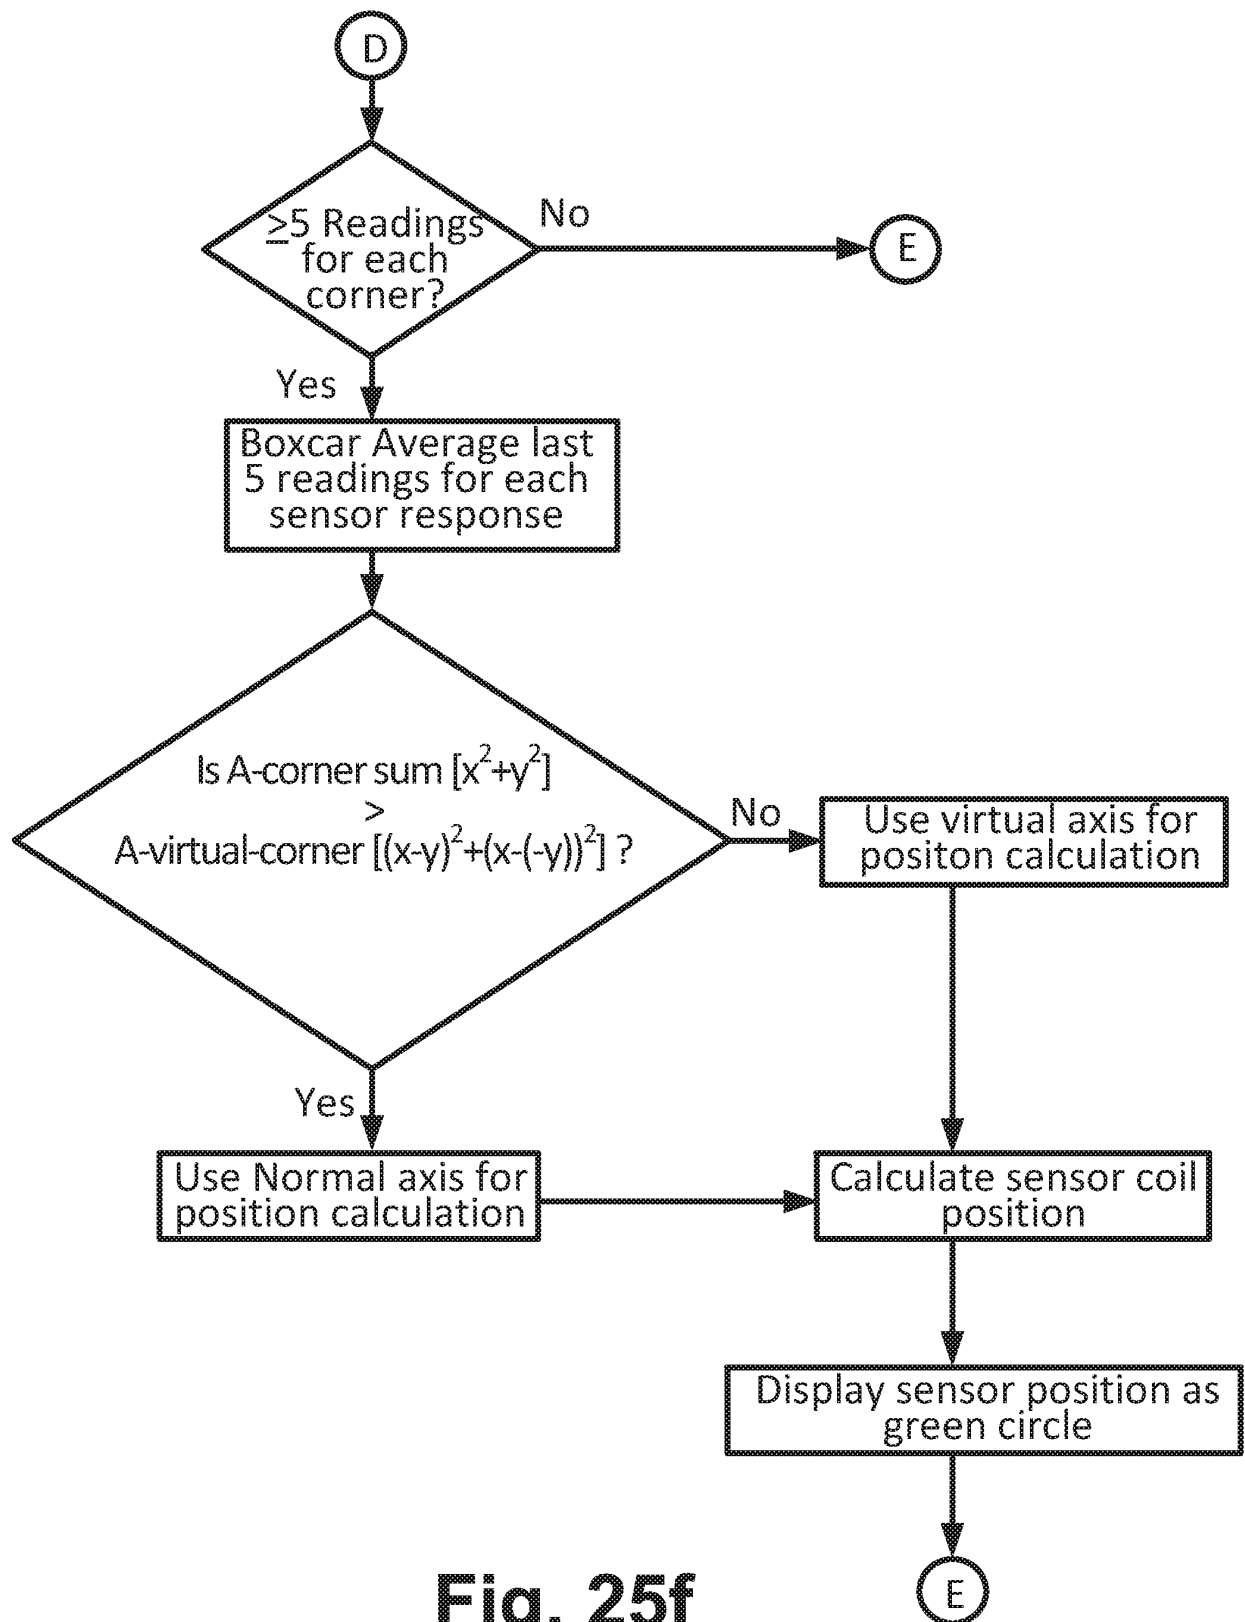 D
≥5 Readings
for each
corner?
No
E
Yes
Boxcar Average last
5 readings for each
sensor response
Is A-corner sum [x²+y²]
>
A-virtual-corner [(x-y)²+(x-(-y))²] ?
No
Use virtual axis for
positon calculation
Yes
Use Normal axis for
position calculation
Calculate sensor coil
position
Display sensor position as
green circle
E
Fig. 25f